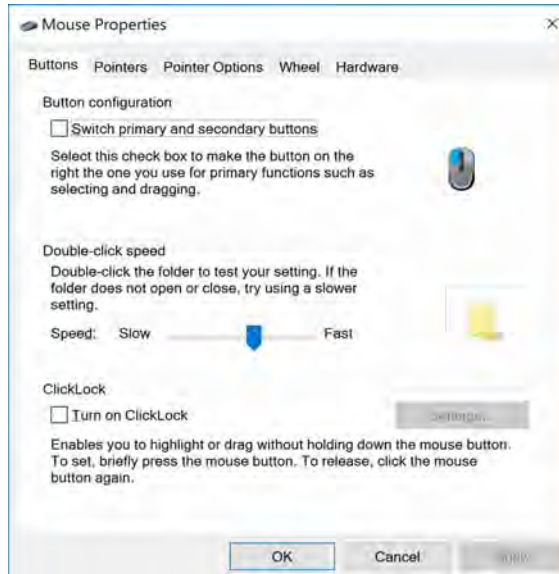 Mouse Properties
Buttons Pointers Pointer Options Wheel Hardware
Button configuration
Switch primary and secondary buttons
Select this check box to make the button on the
right the one you use for primary functions such as
selecting and dragging.
Double-click speed
Double-click the folder to test your setting. If the
folder does not open or close, try using a slower
setting.
Speed: Slow Fast
ClickLock
Turn on ClickLock
Enables you to highlight or drag without holding down the mouse button.
To set, briefly press the mouse button. To release, click the mouse
button again.
OK Cancel